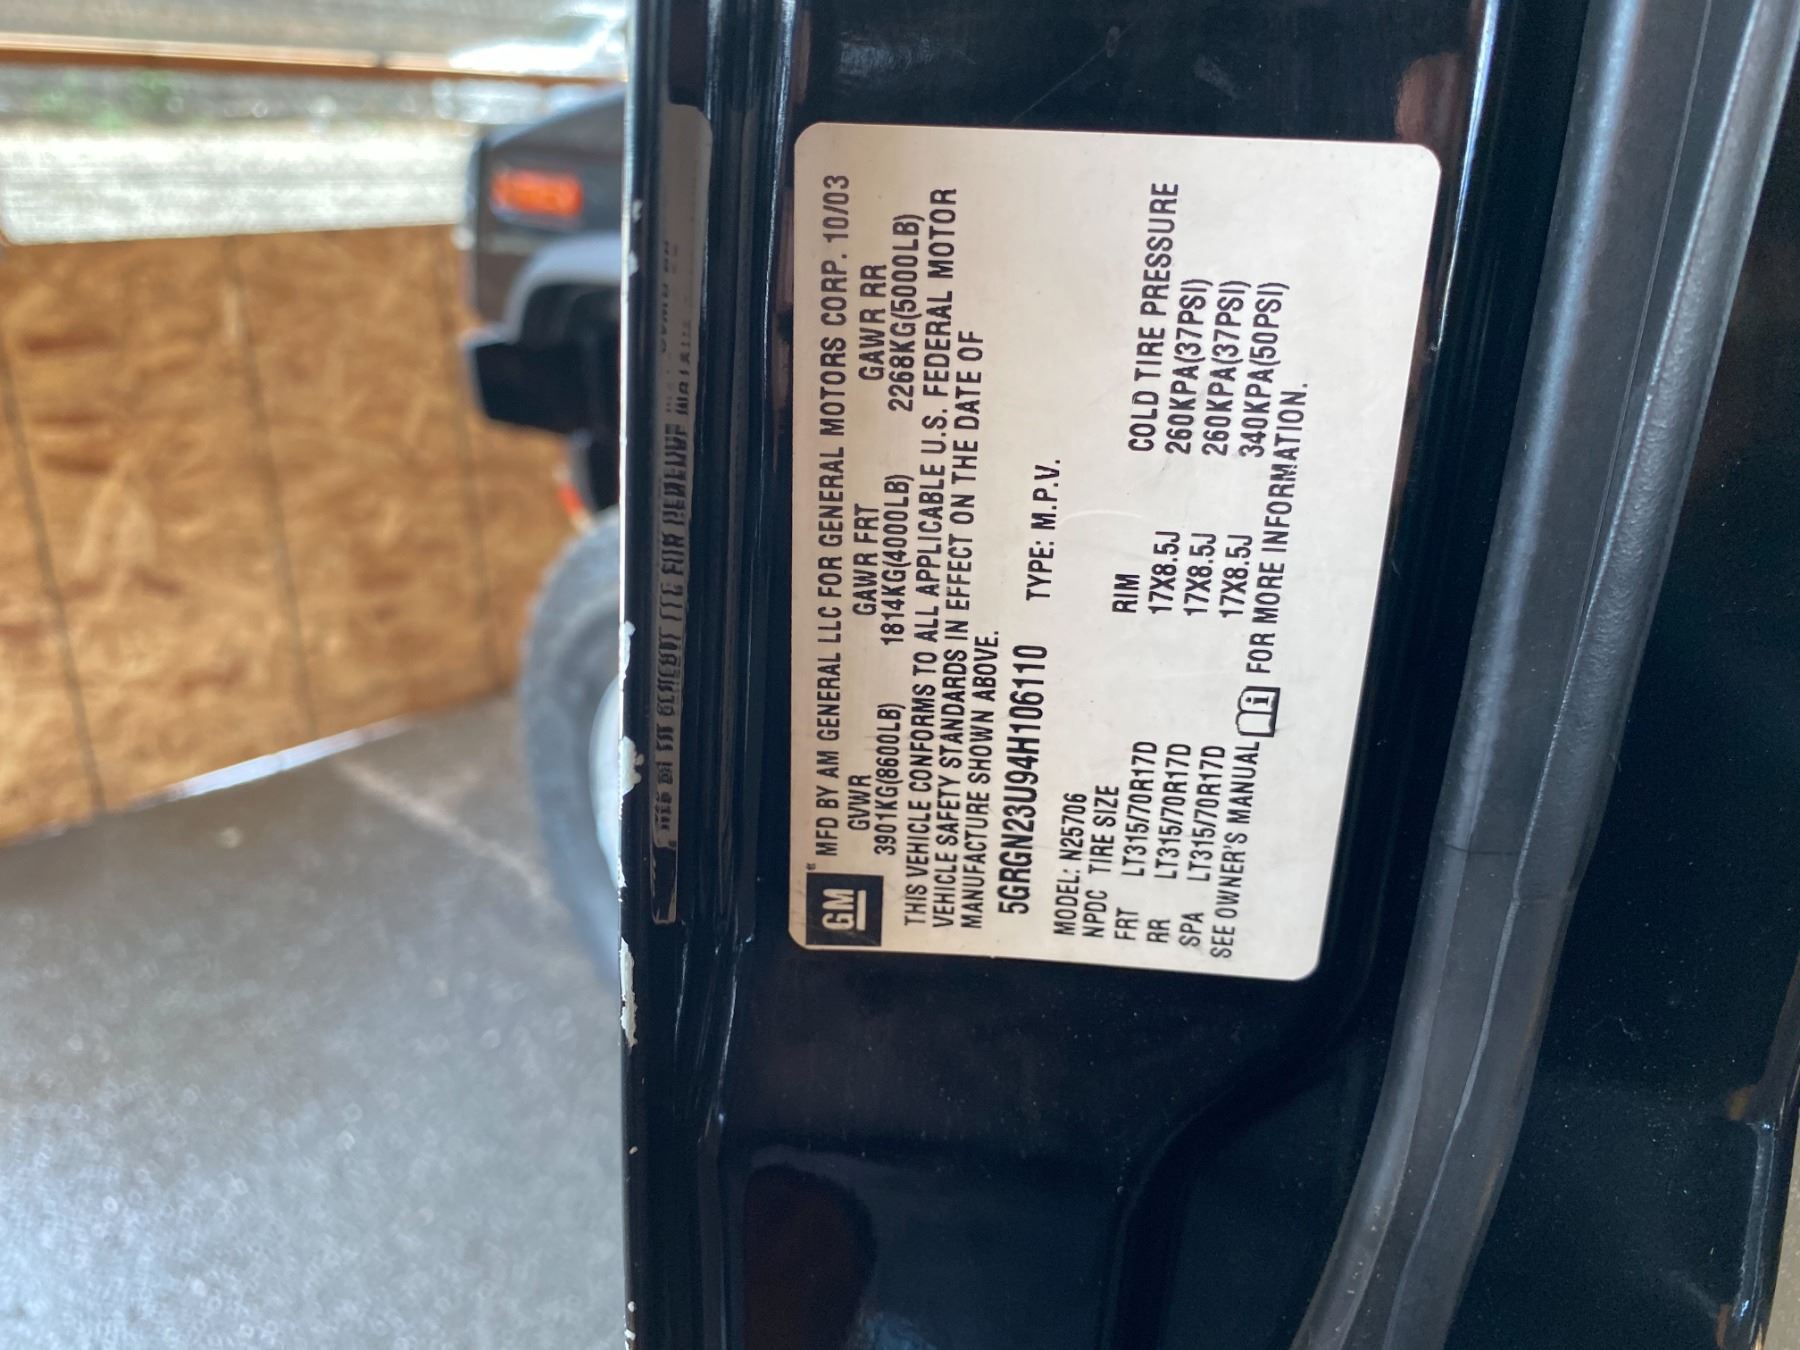 GM
MFD BY AM GENERAL LLC FOR GENERAL MOTORS CORP. 10/03
GVWR GAWR FRT GAWR RR
3901KG(8600LB) 1814KG(4000LB) 2268KG(5000LB)
THIS VEHICLE CONFORMS TO ALL APPLICABLE U.S. FEDERAL MOTOR
VEHICLE SAFETY STANDARDS IN EFFECT ON THE DATE OF
MANUFACTURE SHOWN ABOVE.
5GRGN23U94H106110 TYPE: M.P.V.
MODEL: N25706
NPDC TIRE SIZE RIM COLD TIRE PRESSURE
FRT LT315/70R17D 17X8.5J 260KPA(37PSI)
RR LT315/70R17D 17X8.5J 260KPA(37PSI)
SPA LT315/70R17D 17X8.5J 340KPA(50PSI)
SEE OWNER'S MANUAL FOR MORE INFORMATION.